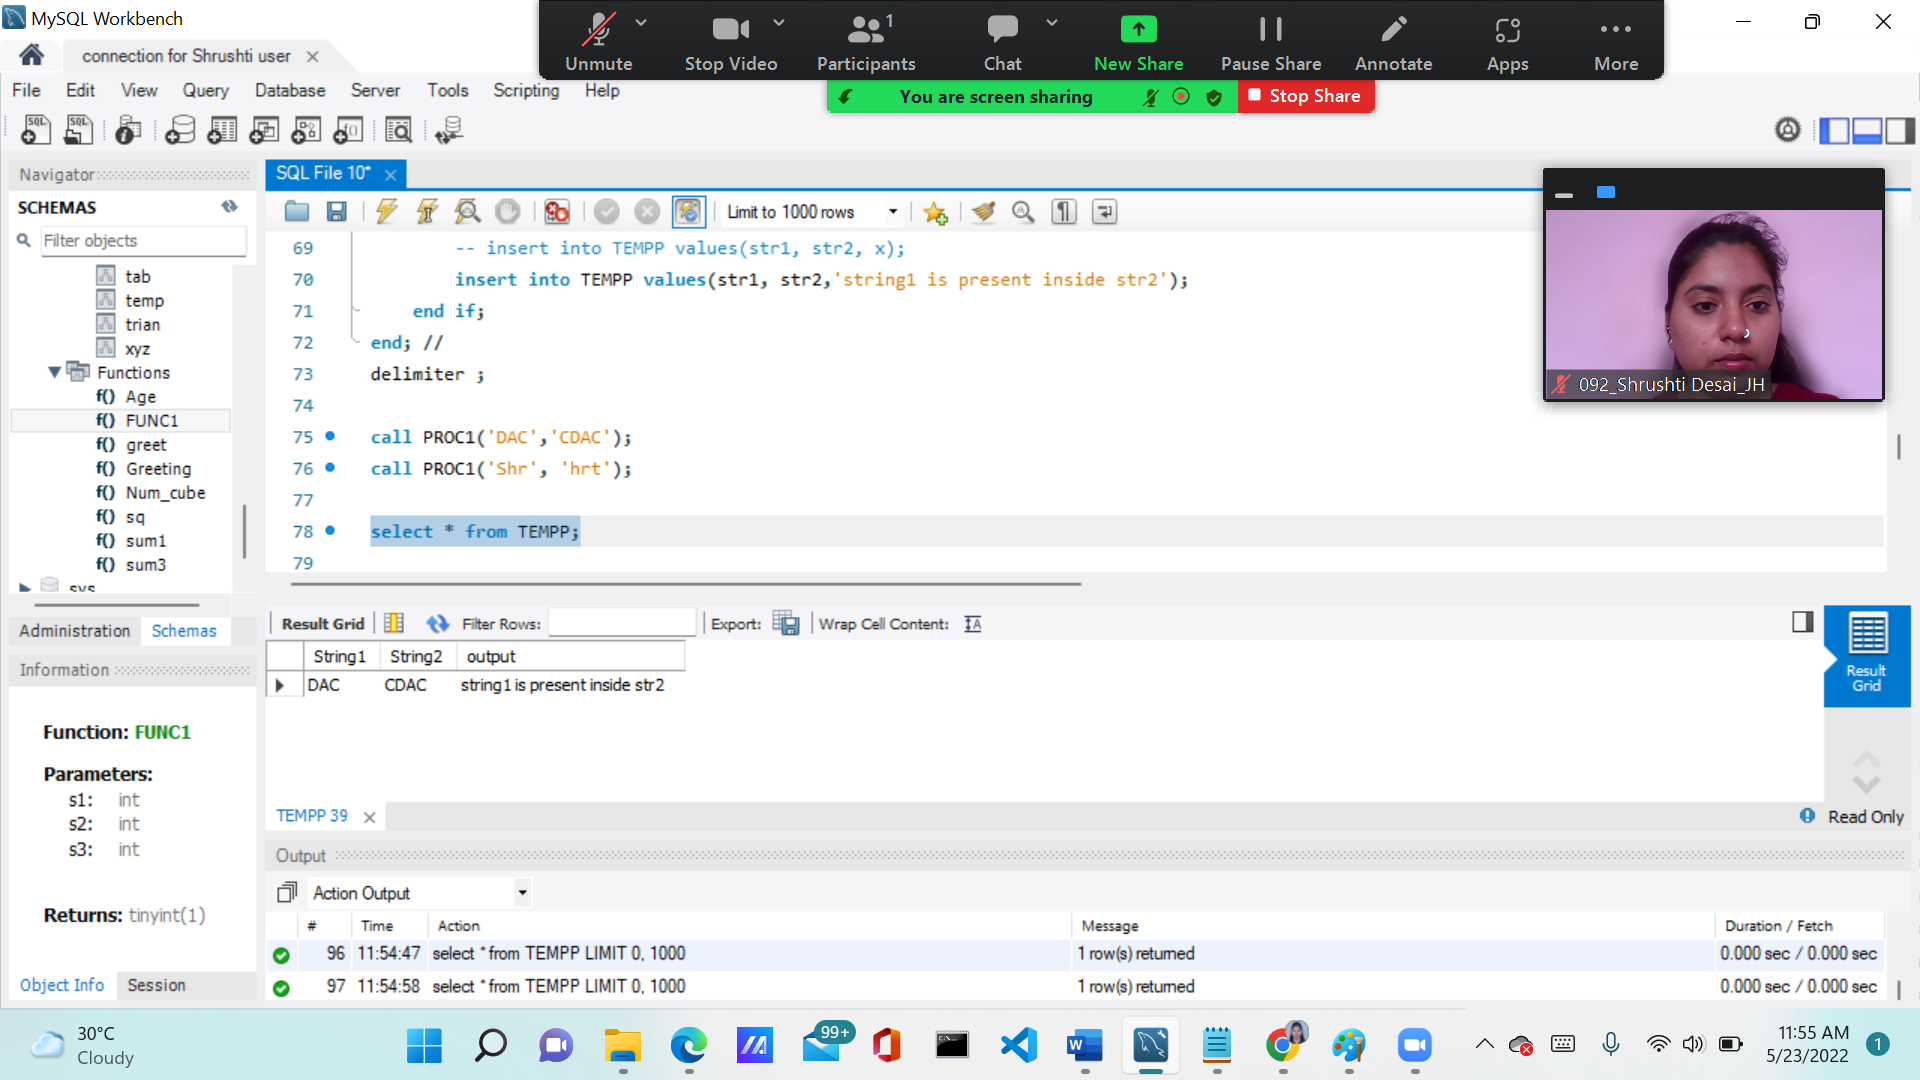 MySQL Workbench
Unmute
Stop Video
1
Participants
Chat
New Share
Pause Share
Annotate
Apps
More
connection for Shrushti user
You are screen sharing
Stop Share
File Edit View Query Database Server Tools Scripting Help
Navigator
SCHEMAS
Filter objects
tab
temp
trian
xyz
Functions
f() Age
f() FUNC1
f() greet
f() Greeting
f() Num_cube
f() sq
f() sum1
f() sum3
sys
Administration Schemas
Information
Function: FUNC1
Parameters:
s1: int
s2: int
s3: int
Returns: tinyint(1)
Object Info Session
SQL File 10*
Limit to 1000 rows
69 -- insert into TEMPP values(str1, str2, x);
70 insert into TEMPP values(str1, str2,'string1 is present inside str2');
71 end if;
72 end; //
73 delimiter ;
74
75 call PROC1('DAC','CDAC');
76 call PROC1('Shr', 'hrt');
77
78 select * from TEMPP;
79
092_Shrushti Desai_JH
Result Grid Filter Rows: Export: Wrap Cell Content:
String1 String2 output
DAC CDAC string1 is present inside str2
Result
Grid
TEMPP 39
Read Only
Output
Action Output
# Time Action Message Duration / Fetch
96 11:54:47 select * from TEMPP LIMIT 0, 1000 1 row(s) returned 0.000 sec / 0.000 sec
97 11:54:58 select * from TEMPP LIMIT 0, 1000 1 row(s) returned 0.000 sec / 0.000 sec
30°C
Cloudy
99+
11:55 AM
5/23/2022
1